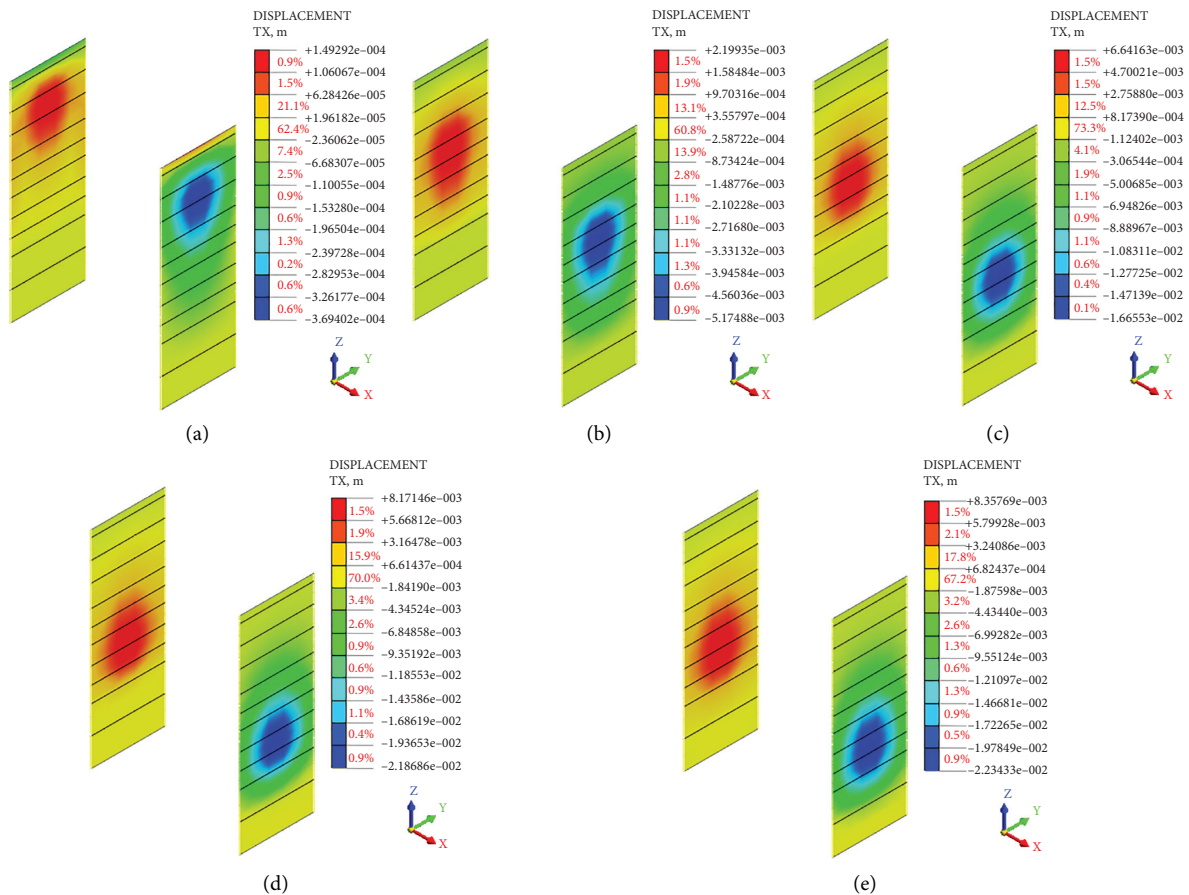 DISPLACEMENT
TX, m
+1.49292e–004
0.9%
+1.06067e–004
1.5%
+6.28426e–005
21.1%
+1.96182e–005
62.4%
–2.36062e–005
7.4%
–6.68307e–005
2.5%
–1.10055e–004
0.9%
–1.53280e–004
0.6%
–1.96504e–004
1.3%
–2.39728e–004
0.2%
–2.82953e–004
0.6%
–3.26177e–004
0.6%
–3.69402e–004
Z
Y
X
(a)
DISPLACEMENT
TX, m
+2.19935e–003
1.5%
+1.58484e–003
1.9%
+9.70316e–004
13.1%
+3.55797e–004
60.8%
–2.58722e–004
13.9%
–8.73424e–004
2.8%
–1.48776e–003
1.1%
–2.10228e–003
1.1%
–2.71680e–003
1.1%
–3.33132e–003
1.3%
–3.94584e–003
0.6%
–4.56036e–003
0.9%
–5.17488e–003
Z
Y
X
(b)
DISPLACEMENT
TX, m
+6.64163e–003
1.5%
+4.70021e–003
1.5%
+2.75880e–003
12.5%
+8.17390e–004
73.3%
–1.12402e–003
4.1%
–3.06544e–003
1.9%
–5.00685e–003
1.1%
–6.94826e–003
0.9%
–8.88967e–003
1.1%
–1.08311e–002
0.6%
–1.27725e–002
0.4%
–1.47139e–002
0.1%
–1.66553e–002
Z
Y
X
(c)
DISPLACEMENT
TX, m
+8.17146e–003
1.5%
+5.66812e–003
1.9%
+3.16478e–003
15.9%
+6.61437e–004
70.0%
–1.84190e–003
3.4%
–4.34524e–003
2.6%
–6.84858e–003
0.9%
–9.35192e–003
0.6%
–1.18553e–002
0.9%
–1.43586e–002
1.1%
–1.68619e–002
0.4%
–1.93653e–002
0.9%
–2.18686e–002
Z
Y
X
(d)
DISPLACEMENT
TX, m
+8.35769e–003
1.5%
+5.79928e–003
2.1%
+3.24086e–003
17.8%
+6.82437e–004
67.2%
–1.87598e–003
3.2%
–4.43440e–003
2.6%
–6.99282e–003
1.3%
–9.55124e–003
0.6%
–1.21097e–002
1.3%
–1.46681e–002
0.9%
–1.72265e–002
0.5%
–1.97849e–002
0.9%
–2.23433e–002
Z
Y
X
(e)